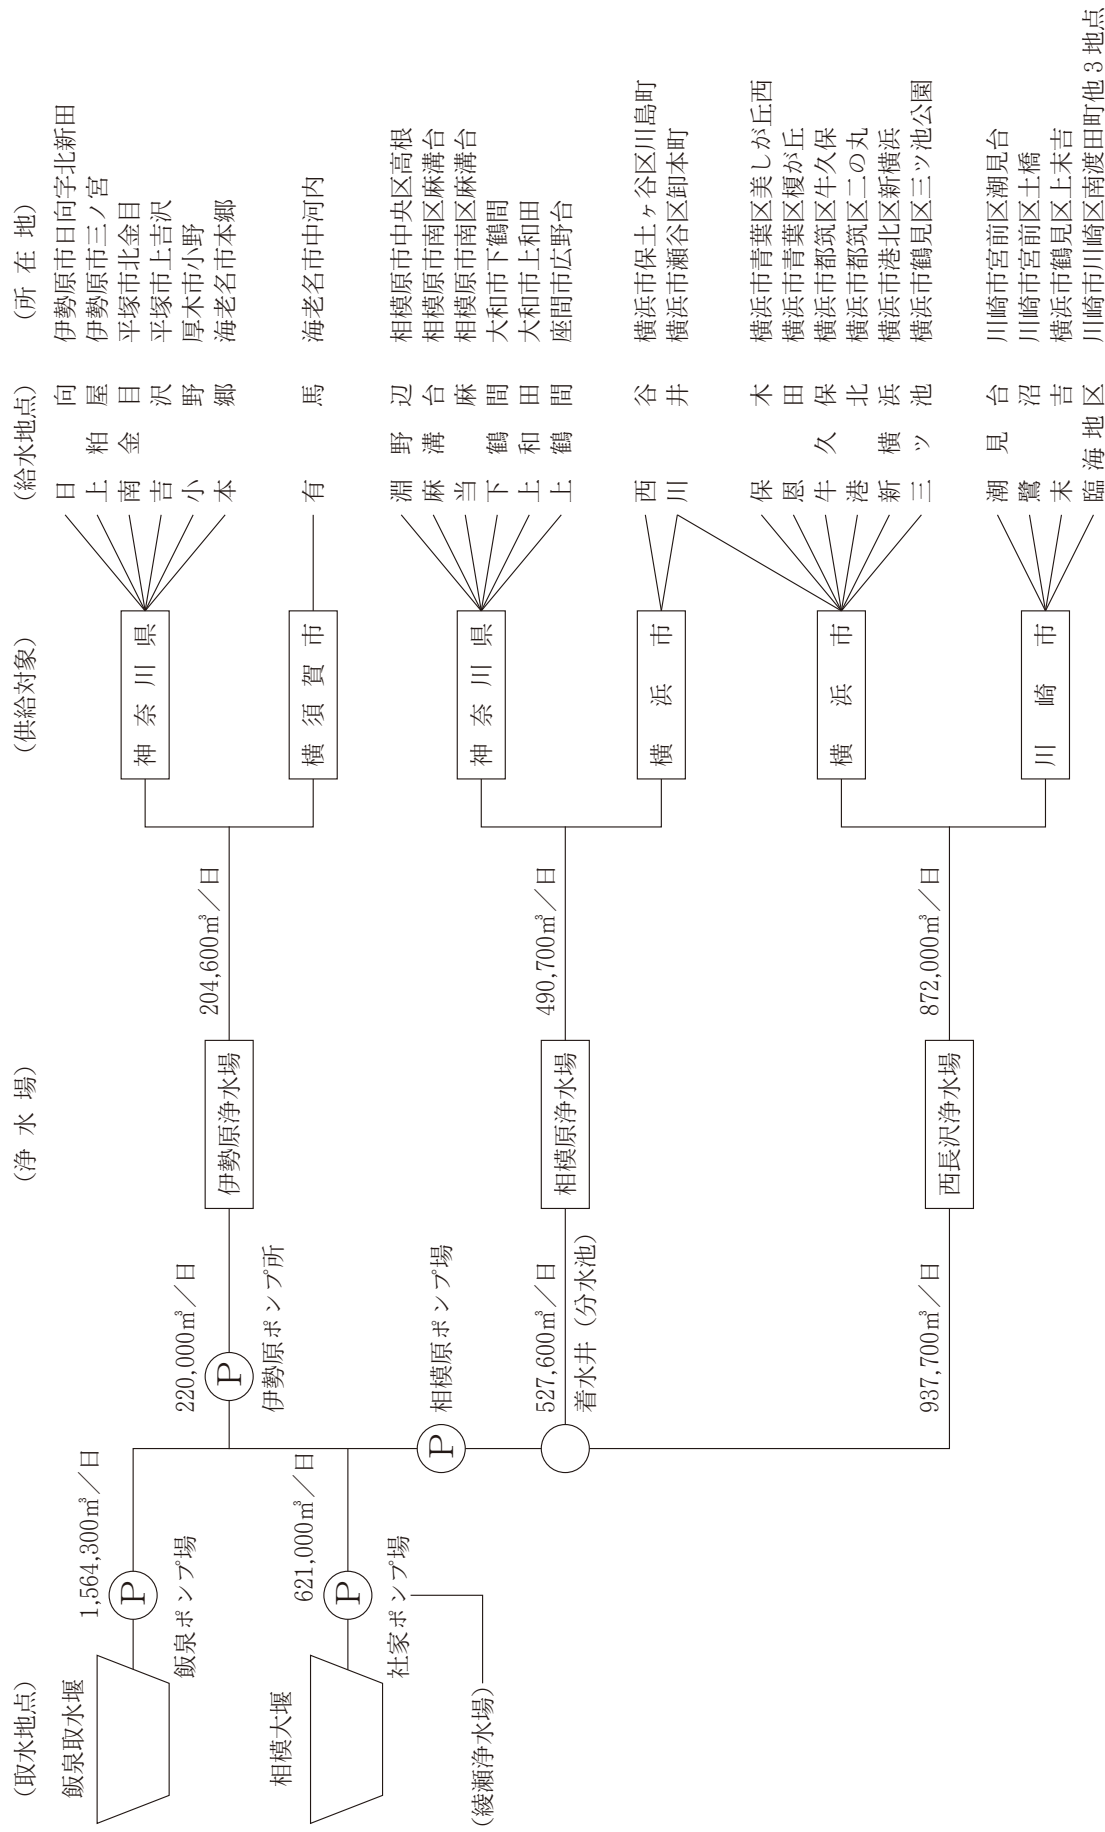 (取水地点)
(浄 水 場)
(供給対象)
(給水地点)
(所 在 地)
飯泉取水堰
1,564,300㎥／日
P
飯泉ポンプ場
相模大堰
621,000㎥／日
P
社家ポンプ場
(綾瀬浄水場)
220,000㎥／日
P
伊勢原ポンプ所
伊勢原浄水場
204,600㎥／日
P
相模原ポンプ場
527,600㎥／日
着水井（分水池）
相模原浄水場
490,700㎥／日
937,700㎥／日
西長沢浄水場
872,000㎥／日
神奈川県
日向 伊勢原市日向字北新田
上粕屋 伊勢原市三ノ宮
南金目 平塚市北金目
吉沢 平塚市上吉沢
小野 厚木市小野
本郷 海老名市本郷
横須賀市
有馬 海老名市中河内
神奈川県
淵野辺 相模原市中央区高根
麻溝台 相模原市南区麻溝台
当麻 相模原市南区麻溝台
下鶴間 大和市下鶴間
上和田 大和市上和田
上鶴間 座間市広野台
横浜市
西谷 横浜市保土ヶ谷区川島町
川井 横浜市瀬谷区卸本町
横浜市
保木 横浜市青葉区美しが丘西
恩田 横浜市青葉区榎が丘
牛久保 横浜市都筑区牛久保
港北 横浜市都筑区二の丸
新横浜 横浜市港北区新横浜
三ツ池 横浜市鶴見区三ツ池公園
川崎市
潮見台 川崎市宮前区潮見台
鷺沼 川崎市宮前区土橋
末吉 横浜市鶴見区上末吉
臨海地区 川崎市川崎区南渡田町他３地点